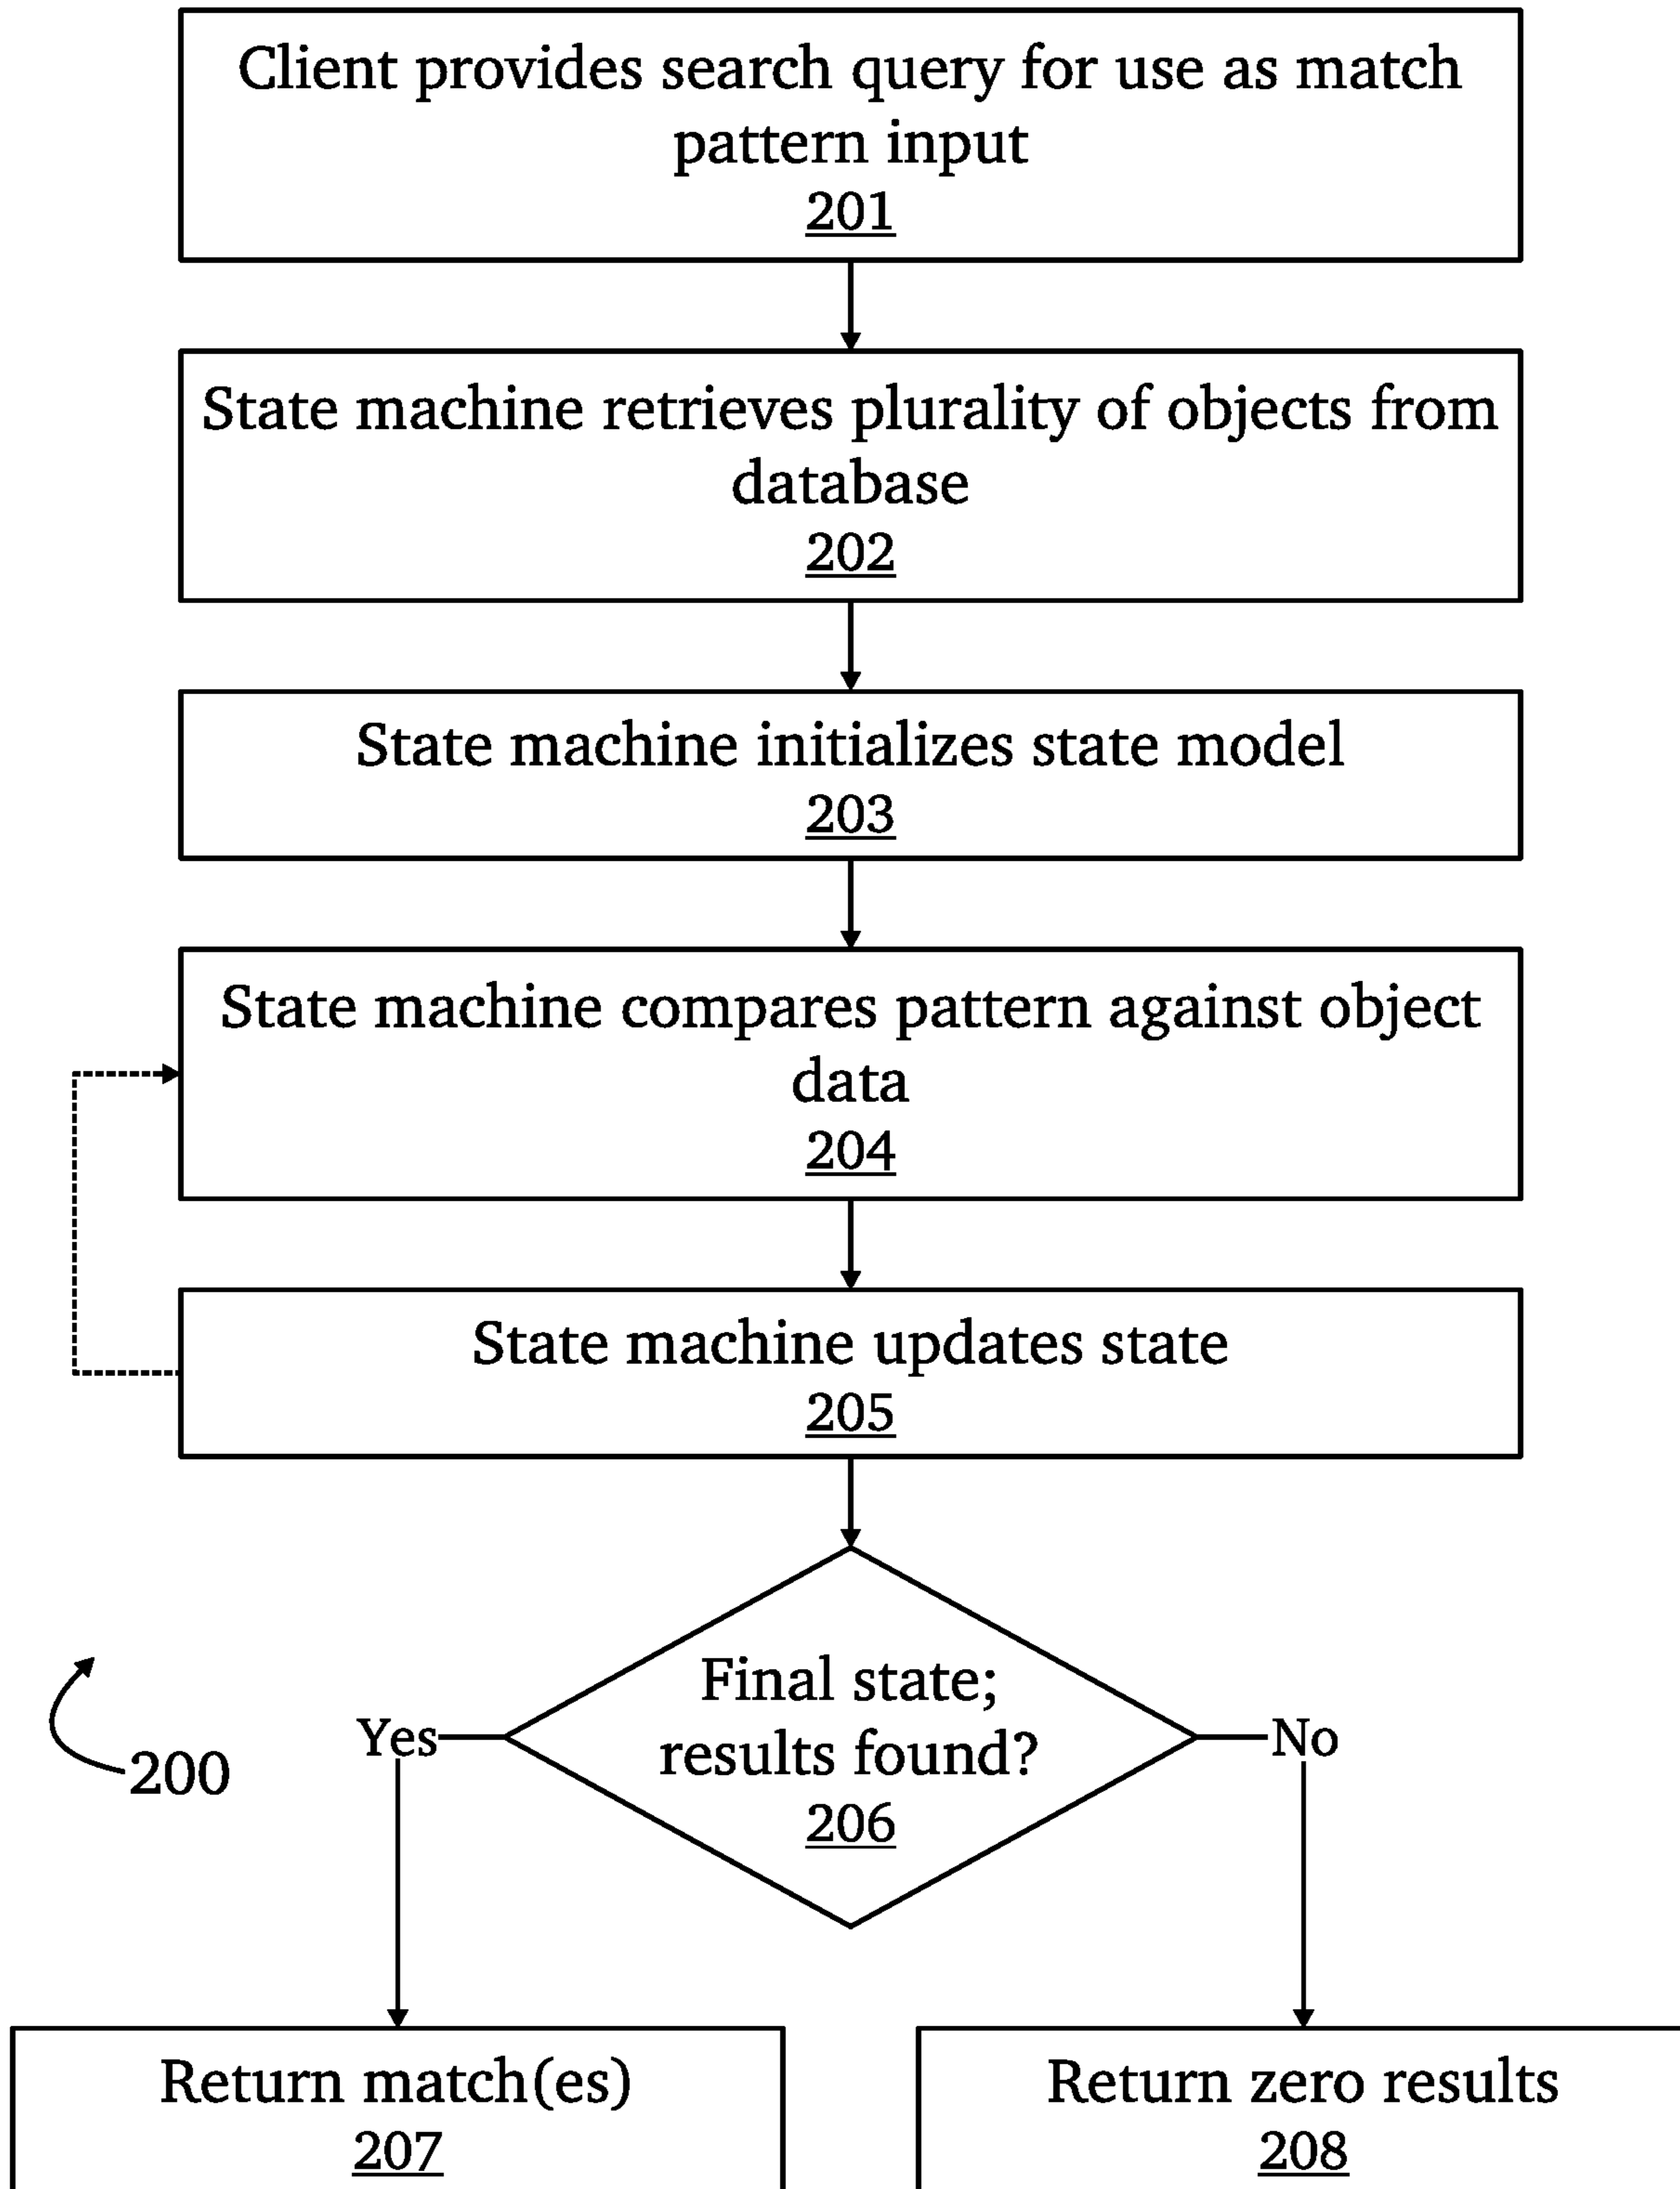 Client provides search query for use as match
pattern input
201
State machine retrieves plurality of objects from
database
202
State machine initializes state model
203
State machine compares pattern against object
data
204
State machine updates state
205
Final state;
results found?
206
Yes
No
200
Return match(es)
207
Return zero results
208